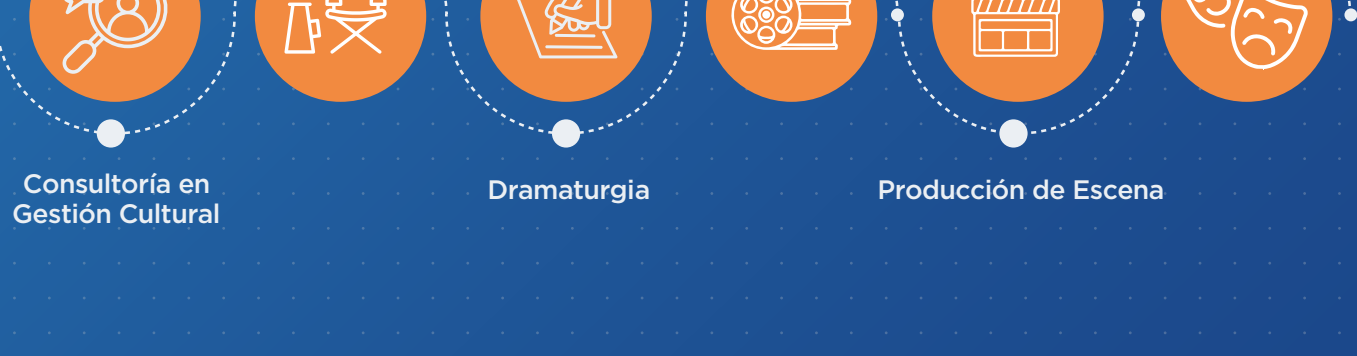 Consultoría en
Gestión Cultural
Dramaturgia
Producción de Escena